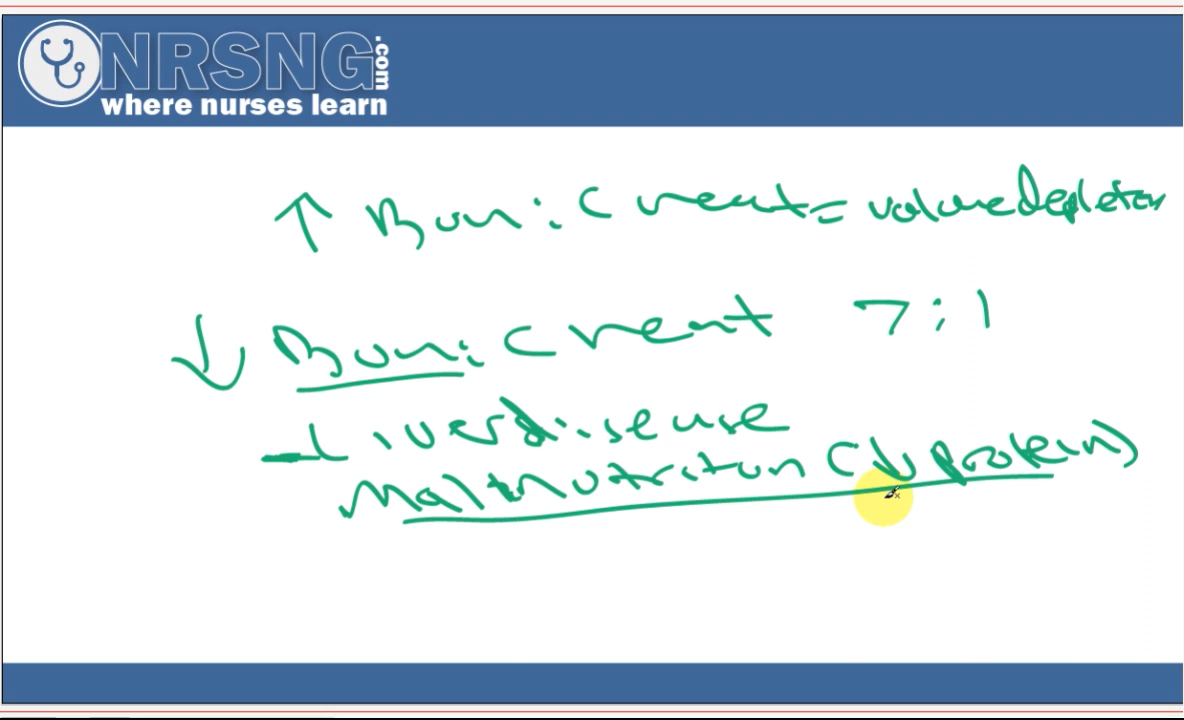 NRSNG.com
where nurses learn
↑ Bun:Creat= volume Depletion
↓ Bun:Creat 7:1
- Liver disease
Malnutrition (↓ protein)